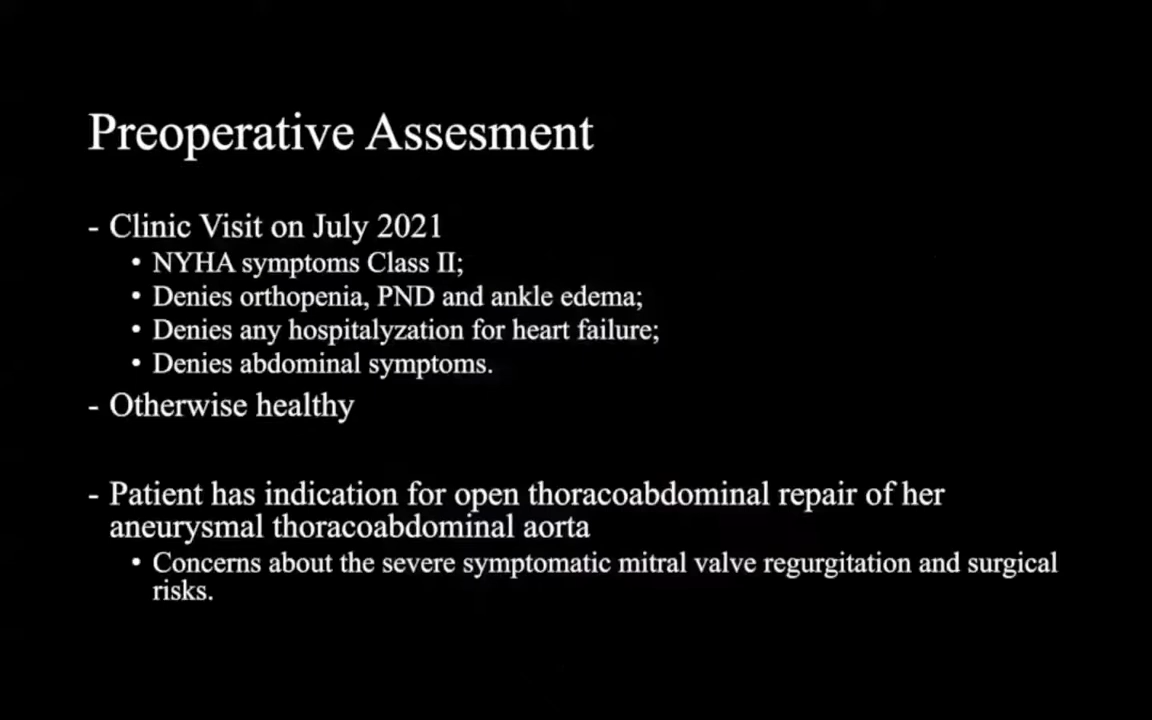 Preoperative Assesment
- Clinic Visit on July 2021
• NYHA symptoms Class II;
• Denies orthopenia, PND and ankle edema;
• Denies any hospitalyzation for heart failure;
• Denies abdominal symptoms.
- Otherwise healthy
- Patient has indication for open thoracoabdominal repair of her
aneurysmal thoracoabdominal aorta
• Concerns about the severe symptomatic mitral valve regurgitation and surgical
risks.